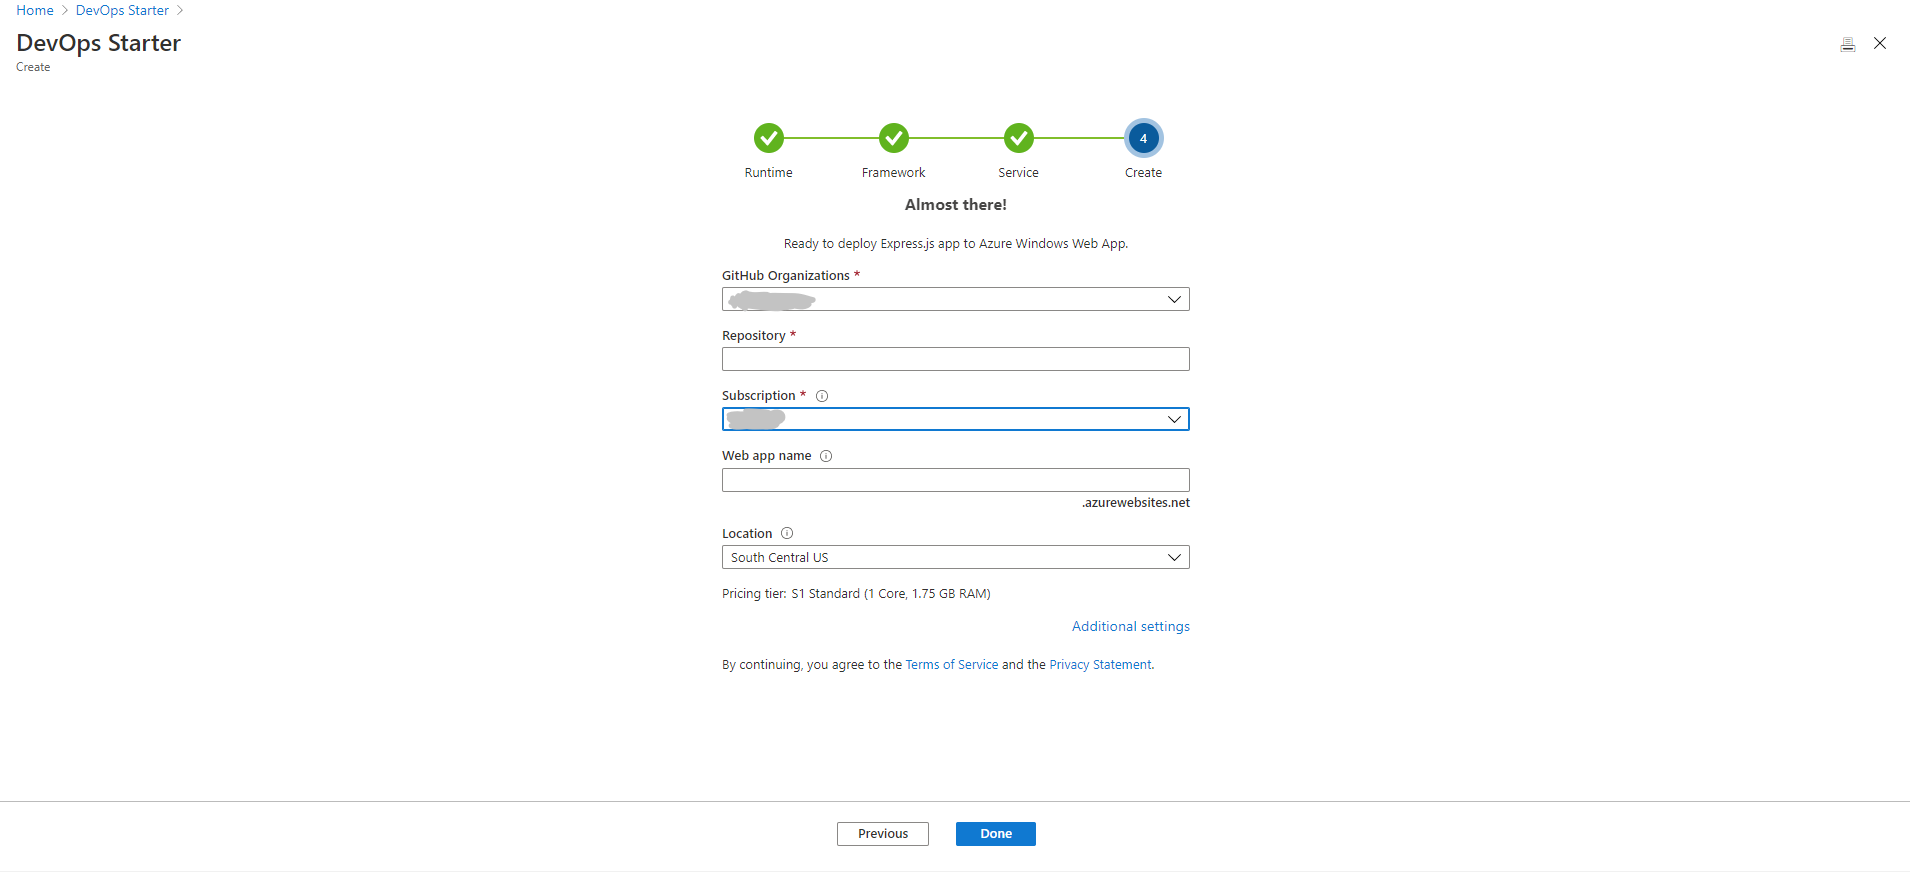 Home > DevOps Starter >
DevOps Starter
Create
4
Runtime Framework Service Create
Almost there!
Ready to deploy Express.js app to Azure Windows Web App.
GitHub Organizations *
Repository *
Subscription *
Web app name
.azurewebsites.net
Location
South Central US
Pricing tier: S1 Standard (1 Core, 1.75 GB RAM)
Additional settings
By continuing, you agree to the Terms of Service and the Privacy Statement.
Previous Done